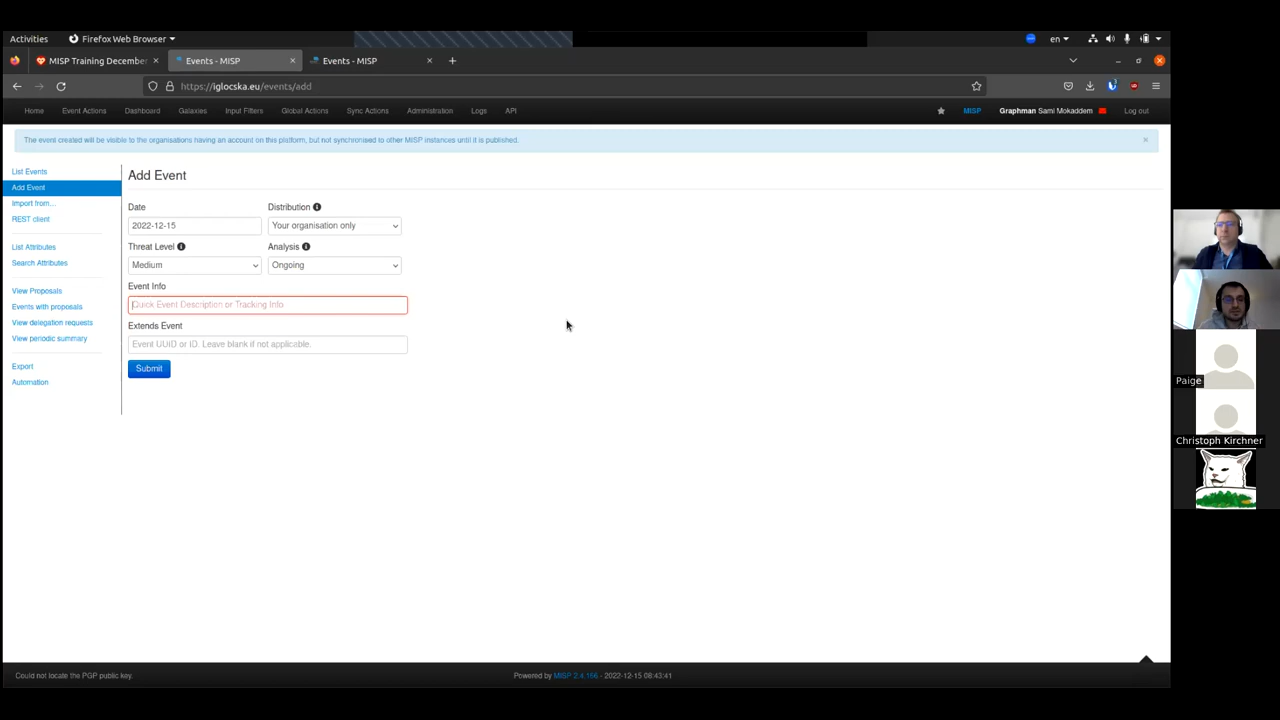 Activities
Firefox Web Browser
en
MISP Training December
Events - MISP
Events - MISP
https://iglocska.eu/events/add
Home Event Actions Dashboard Galaxies Input Filters Global Actions Sync Actions Administration Logs API
MISP Graphman Sami Mokaddem Log out
The event created will be visible to the organisations having an account on this platform, but not synchronised to other MISP instances until it is published.
×
List Events
Add Event
Import from...
REST client
List Attributes
Search Attributes
View Proposals
Events with proposals
View delegation requests
View periodic summary
Export
Automation
Add Event
Date Distribution
2022-12-15 Your organisation only
Threat Level Analysis
Medium Ongoing
Event Info
Quick Event Description or Tracking Info
Extends Event
Event UUID or ID. Leave blank if not applicable.
Submit
Paige
Christoph Kirchner
Could not locate the PGP public key.
Powered by MISP 2.4.166 - 2022-12-15 08:43:41